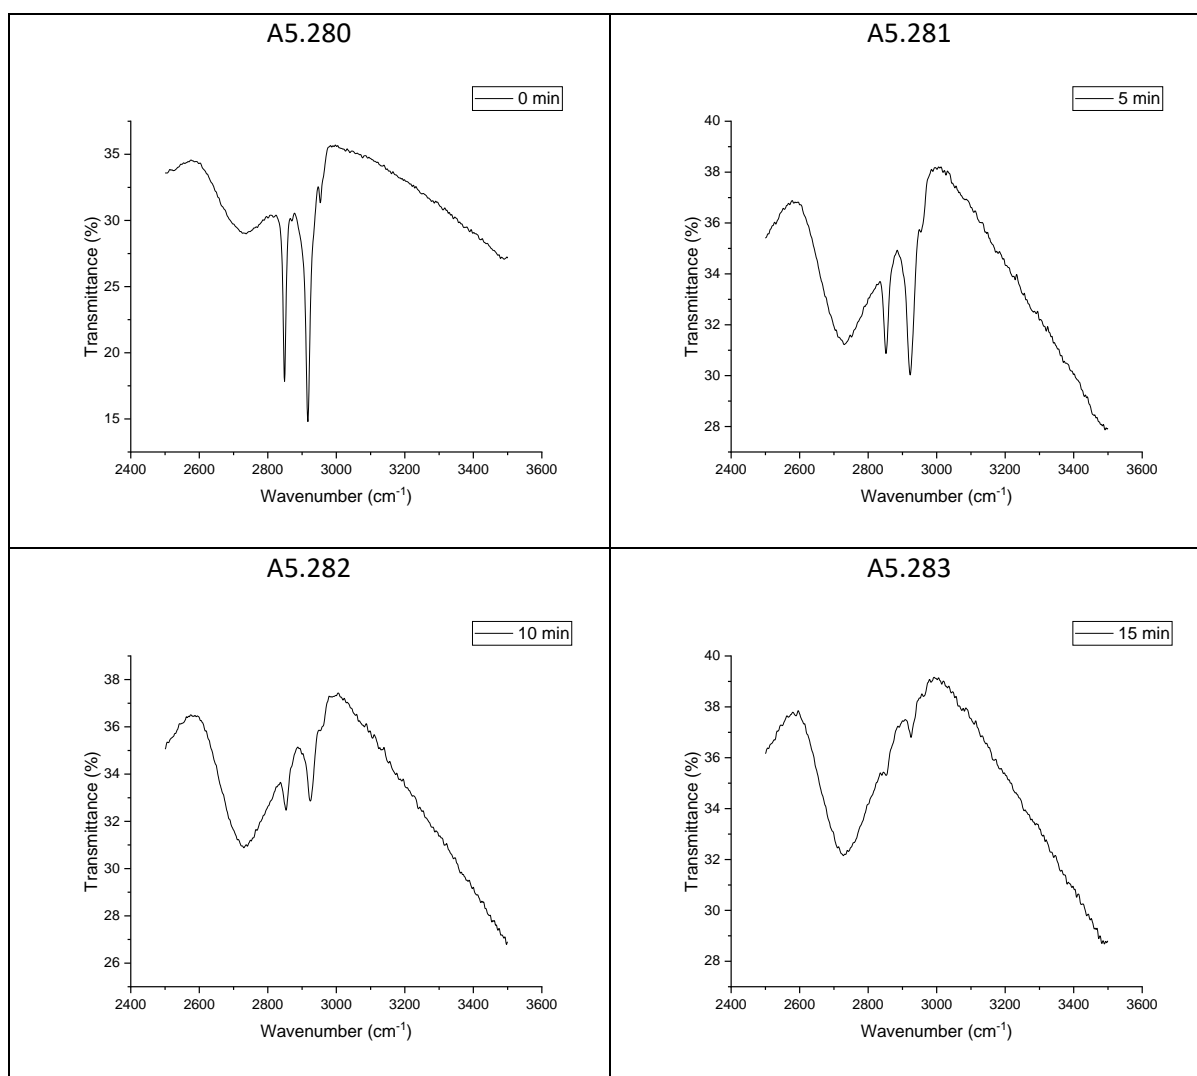 A5.280
0 min
35
30
25
20
15
Transmittance (%)
2400 2600 2800 3000 3200 3400 3600
Wavenumber (cm-1)
A5.281
5 min
40
38
36
34
32
30
28
Transmittance (%)
2400 2600 2800 3000 3200 3400 3600
Wavenumber (cm-1)
A5.282
10 min
38
36
34
32
30
28
26
Transmittance (%)
2400 2600 2800 3000 3200 3400 3600
Wavenumber (cm-1)
A5.283
15 min
40
38
36
34
32
30
28
Transmittance (%)
2400 2600 2800 3000 3200 3400 3600
Wavenumber (cm-1)